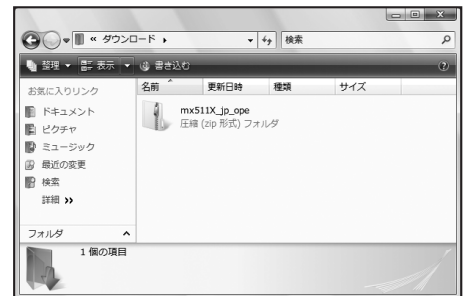 « ダウンロード
検索
整理 表示 書き込む
名前 更新日時 種類 サイズ
お気に入りリンク
ドキュメント
ピクチャ
ミュージック
最近の変更
検索
詳細 »
フォルダ
mx511X_jp_ope
圧縮 (zip 形式) フォルダ
1 個の項目